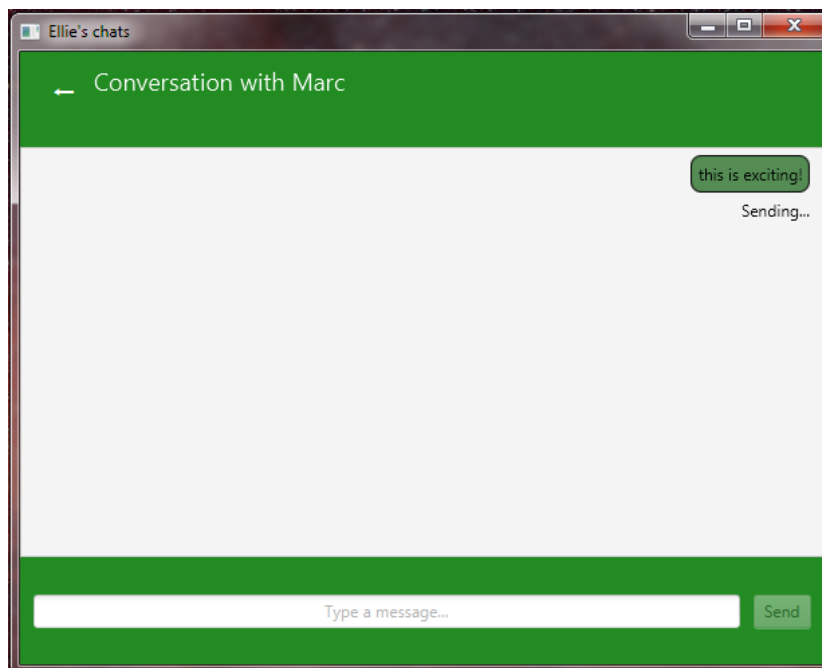 Ellie's chats
Conversation with Marc
this is exciting!
Sending...
Type a message...
Send